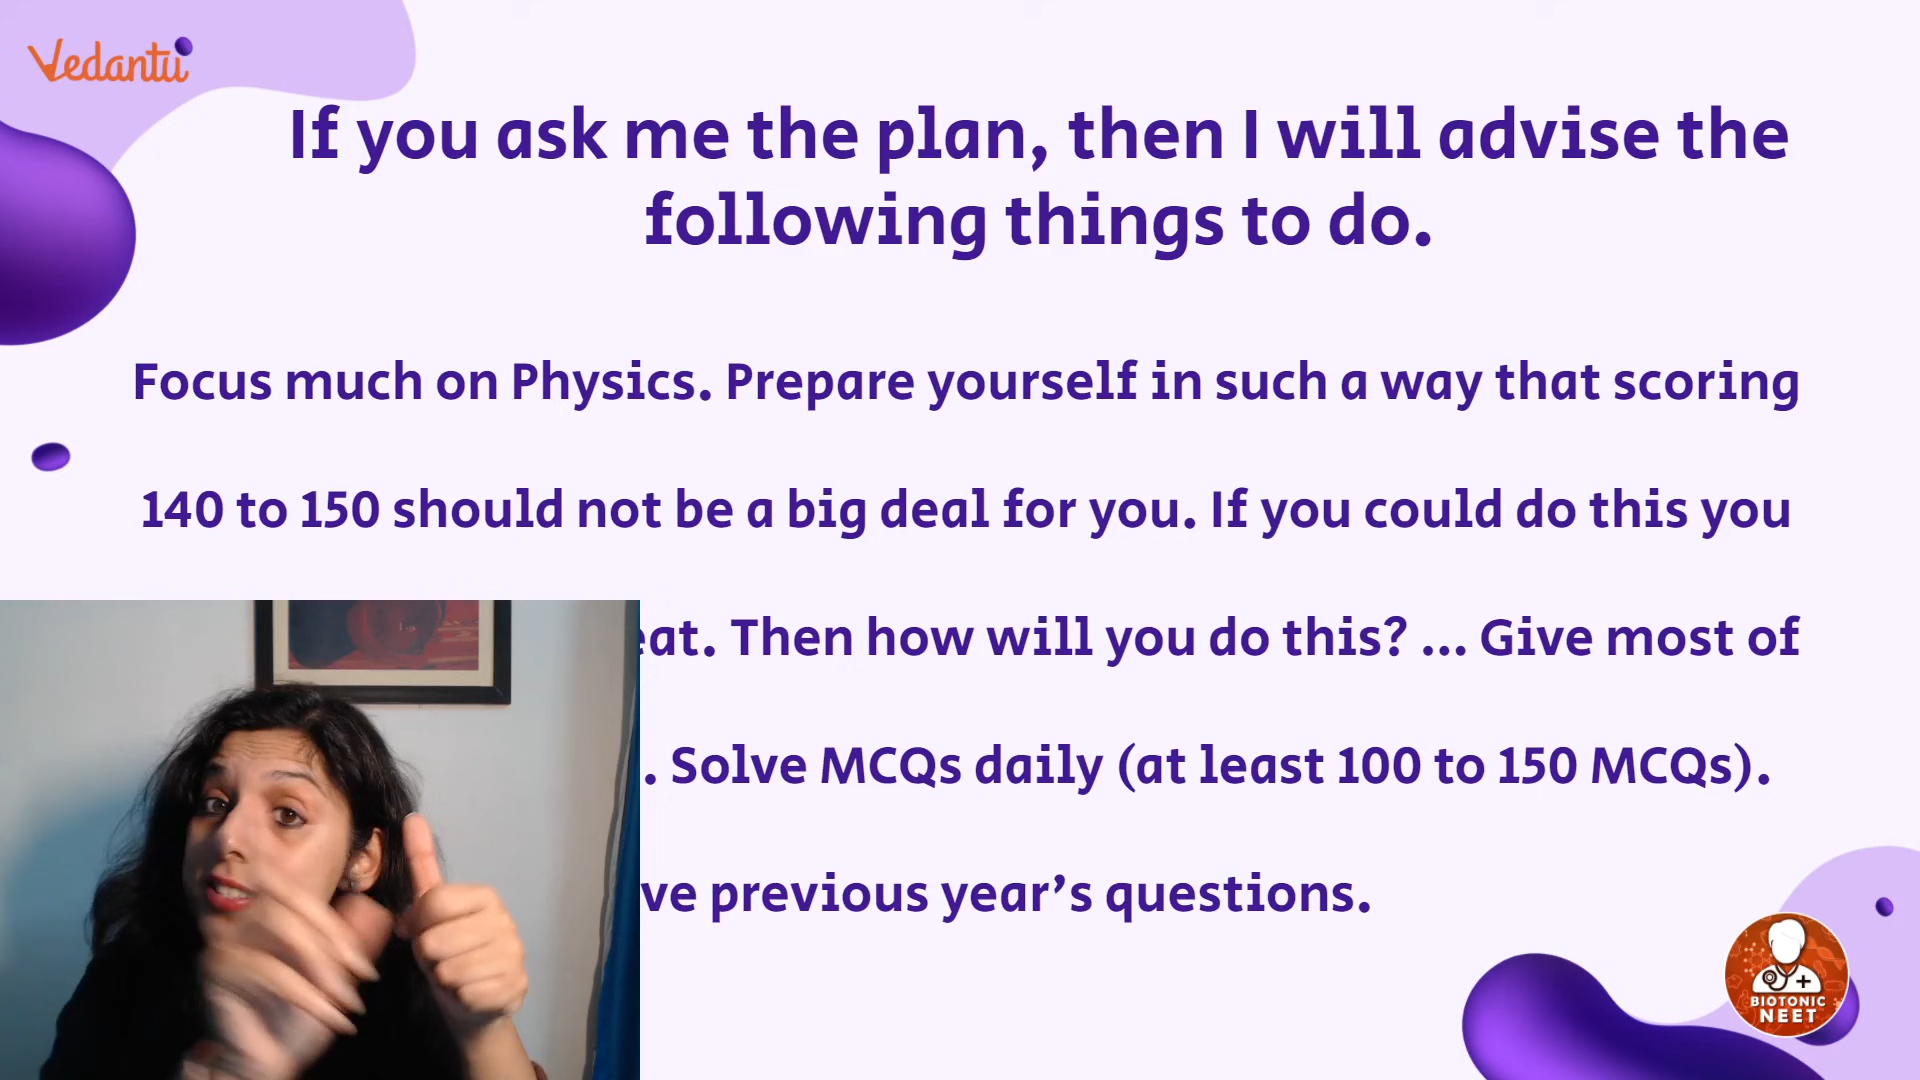 Vedantu
If you ask me the plan, then I will advise the
following things to do.
Focus much on Physics. Prepare yourself in such a way that scoring
140 to 150 should not be a big deal for you. If you could do this you
Then how will you do this? ... Give most of
. Solve MCQs daily (at least 100 to 150 MCQs).
previous year's questions.
BIOTONIC
NEET